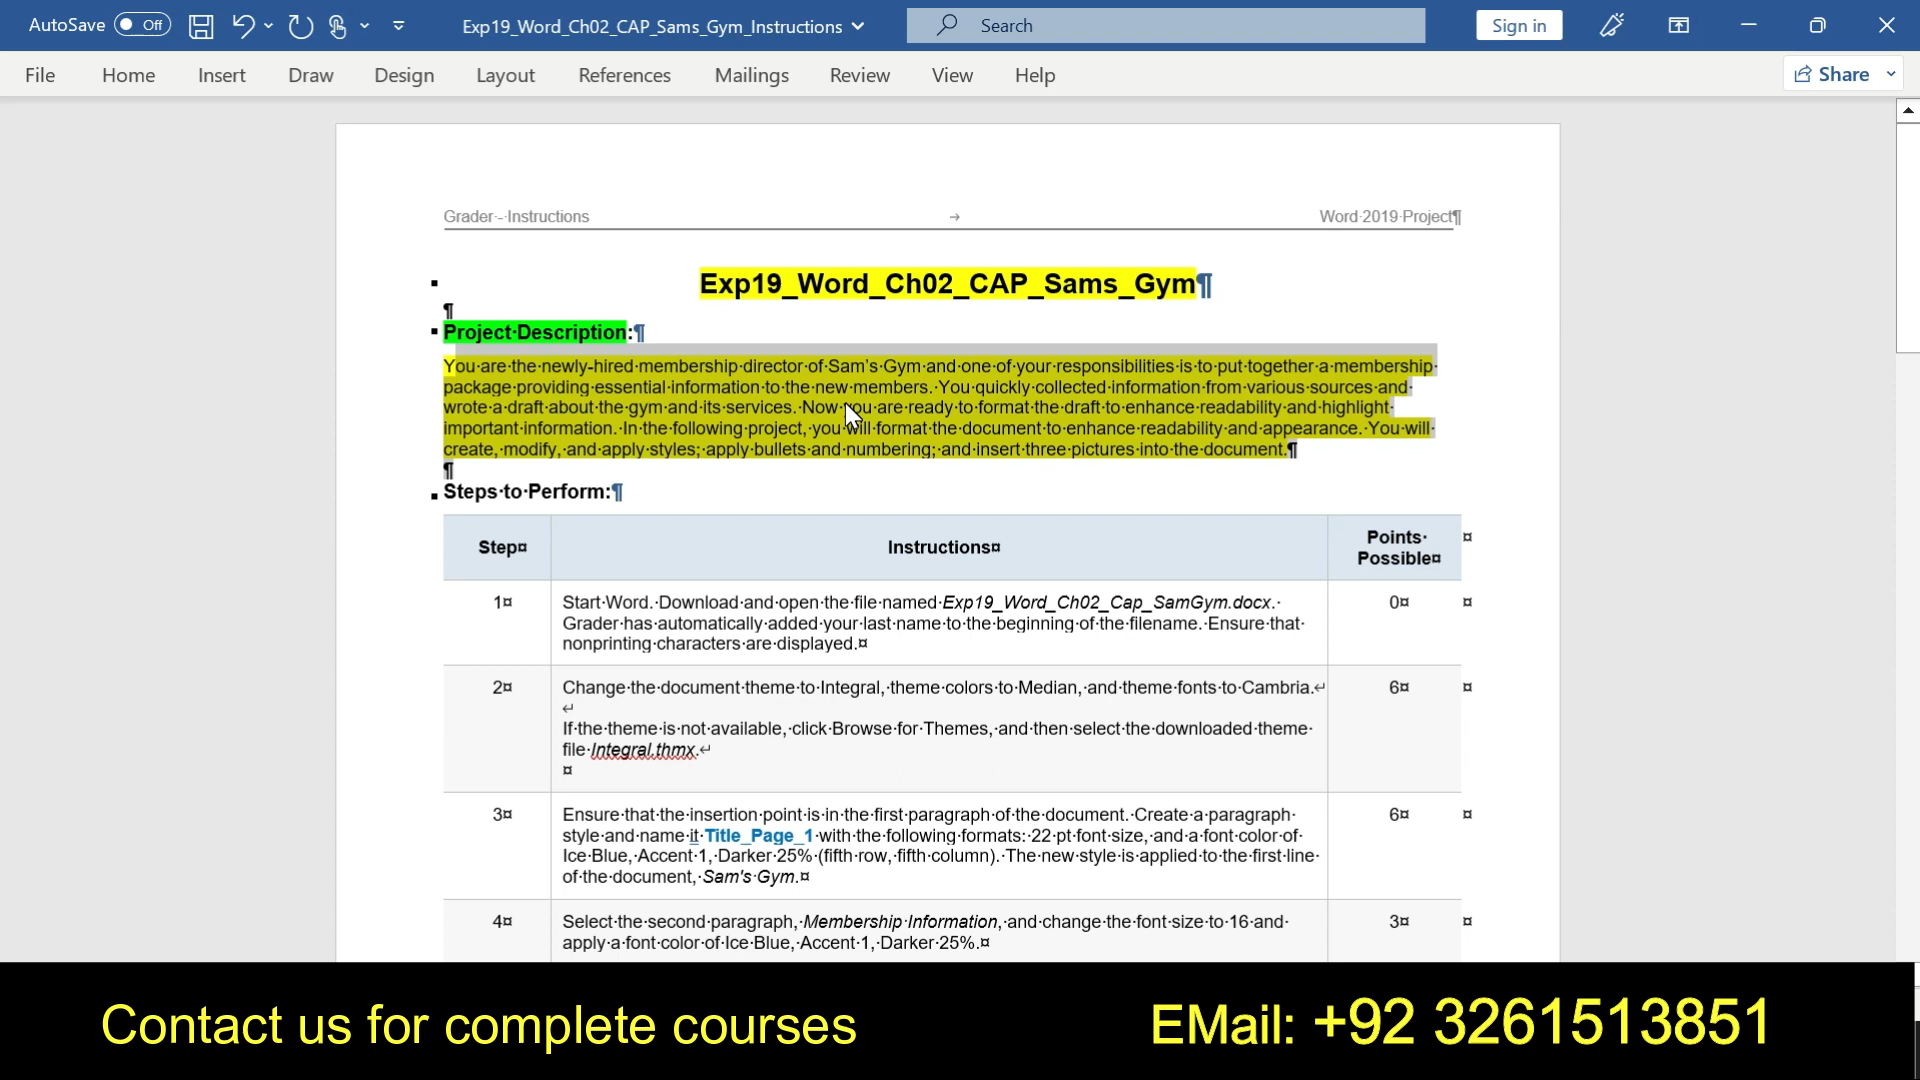 AutoSave Off Exp19_Word_Ch02_CAP_Sams_Gym_Instructions Search Sign in
File Home Insert Draw Design Layout References Mailings Review View Help Share
Grader - Instructions → Word 2019 Project¶
Exp19_Word_Ch02_CAP_Sams_Gym¶
¶
Project·Description:¶
You·are·the·newly-hired·membership·director·of·Sam's·Gym·and·one·of·your·responsibilities·is·to·put·together·a·membership·
package·providing·essential·information·to·the·new·members.·You·quickly·collected·information·from·various·sources·and·
wrote·a·draft·about·the·gym·and·its·services.·Now·you·are·ready·to·format·the·draft·to·enhance·readability·and·highlight·
important·information.·In·the·following·project,·you·will·format·the·document·to·enhance·readability·and·appearance.·You·will·
create,·modify,·and·apply·styles;·apply·bullets·and·numbering;·and·insert·three·pictures·into·the·document.¶
¶
Steps·to·Perform:¶
Step¤ Instructions¤ Points·
Possible¤ ¤
1¤ Start·Word.·Download·and·open·the·file·named·Exp19_Word_Ch02_Cap_SamGym.docx.· 0¤ ¤
Grader·has·automatically·added·your·last·name·to·the·beginning·of·the·filename.·Ensure·that·
nonprinting·characters·are·displayed.¤
2¤ Change·the·document·theme·to·Integral,·theme·colors·to·Median,·and·theme·fonts·to·Cambria.↵ 6¤ ¤
↵
If·the·theme·is·not·available,·click·Browse·for·Themes,·and·then·select·the·downloaded·theme·
file·Integral.thmx.↵
¤
3¤ Ensure·that·the·insertion·point·is·in·the·first·paragraph·of·the·document.·Create·a·paragraph· 6¤ ¤
style·and·name·it·Title_Page_1·with·the·following·formats:·22·pt·font·size,·and·a·font·color·of·
Ice·Blue,·Accent·1,·Darker·25%·(fifth·row,·fifth·column).·The·new·style·is·applied·to·the·first·line·
of·the·document,·Sam's·Gym.¤
4¤ Select·the·second·paragraph,·Membership·Information,·and·change·the·font·size·to·16·and· 3¤ ¤
apply·a·font·color·of·Ice·Blue,·Accent·1,·Darker·25%.¤
Contact us for complete courses EMail: +92 3261513851